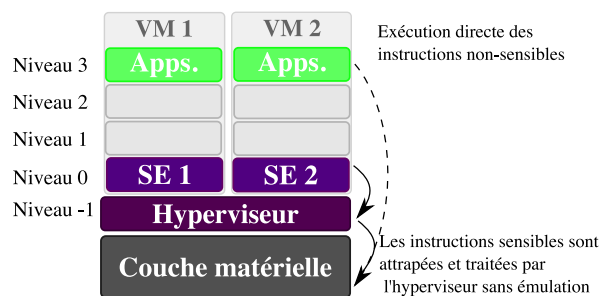 VM 1
VM 2
Exécution directe des
instructions non-sensibles
Niveau 3
Apps.
Apps.
Niveau 2
Niveau 1
Niveau 0
SE 1
SE 2
Niveau -1
Hyperviseur
Couche matérielle
Les instructions sensibles sont
attrapées et traitées par
l'hyperviseur sans émulation